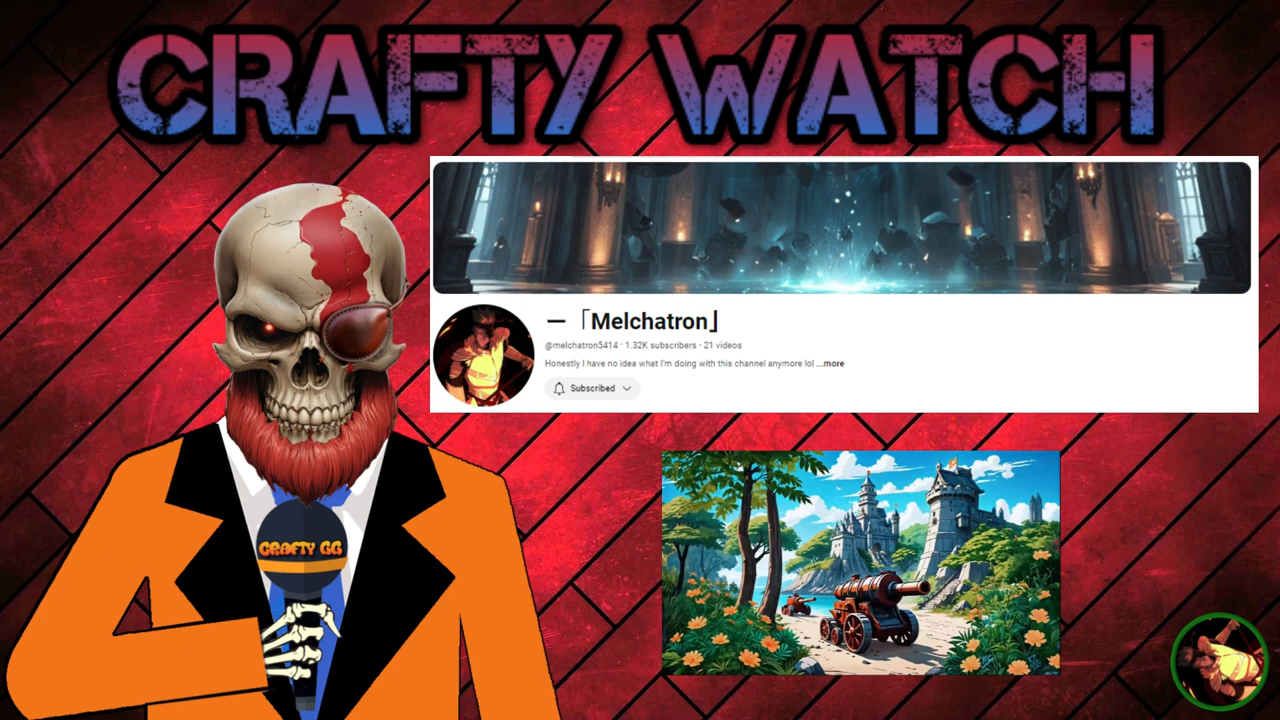 CRAFTY WATCH
一「Melchatron」
@melchatron5414 · 1.32K subscribers · 21 videos
Honestly I have no idea what I'm doing with this channel anymore lol ...more
Subscribed
CRAFTY GG